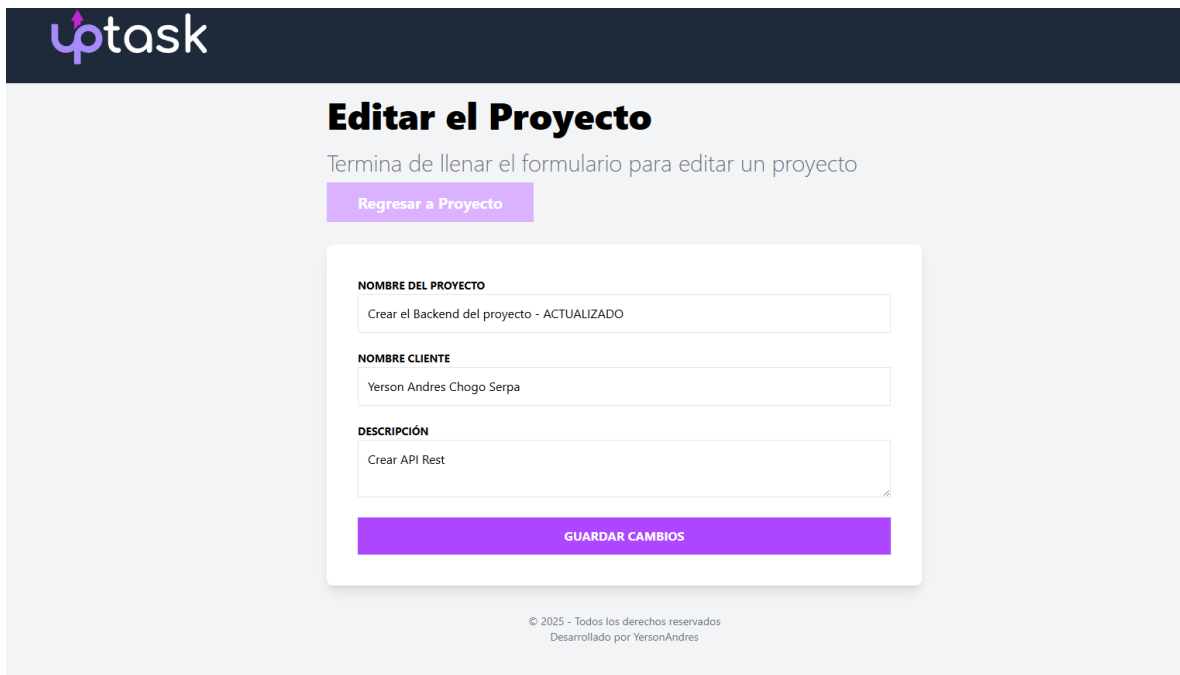 uptask
Editar el Proyecto
Termina de llenar el formulario para editar un proyecto
Regresar a Proyecto
NOMBRE DEL PROYECTO
Crear el Backend del proyecto - ACTUALIZADO
NOMBRE CLIENTE
Yerson Andres Chogo Serpa
DESCRIPCIÓN
Crear API Rest
GUARDAR CAMBIOS
© 2025 - Todos los derechos reservados
Desarrollado por YersonAndres